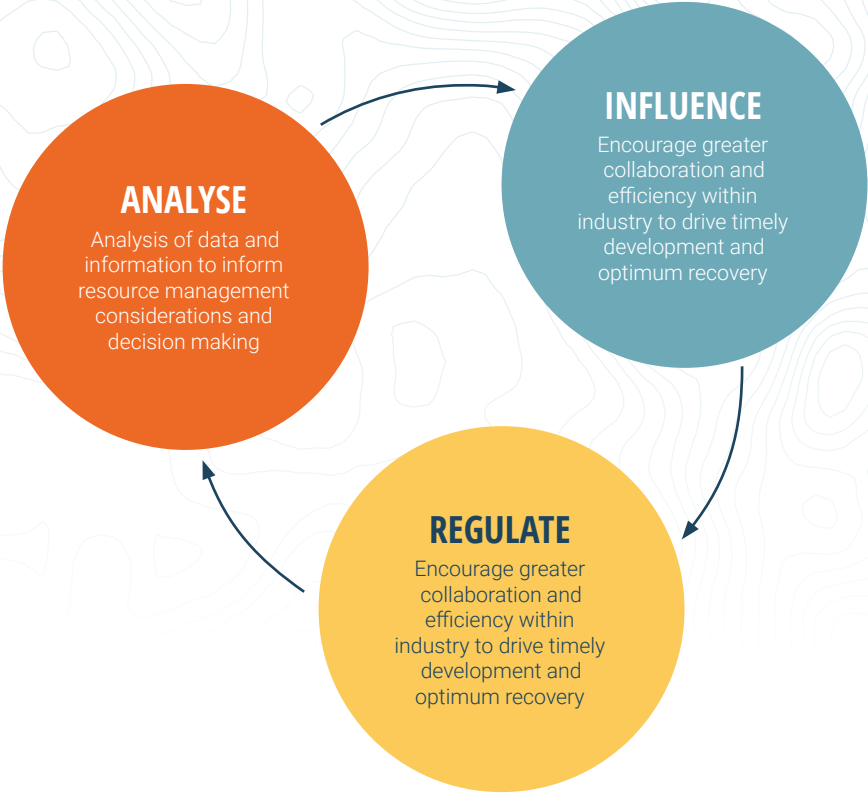 ANALYSE
Analysis of data and
information to inform
resource management
considerations and
decision making
INFLUENCE
Encourage greater
collaboration and
efficiency within
industry to drive timely
development and
optimum recovery
REGULATE
Encourage greater
collaboration and
efficiency within
industry to drive timely
development and
optimum recovery